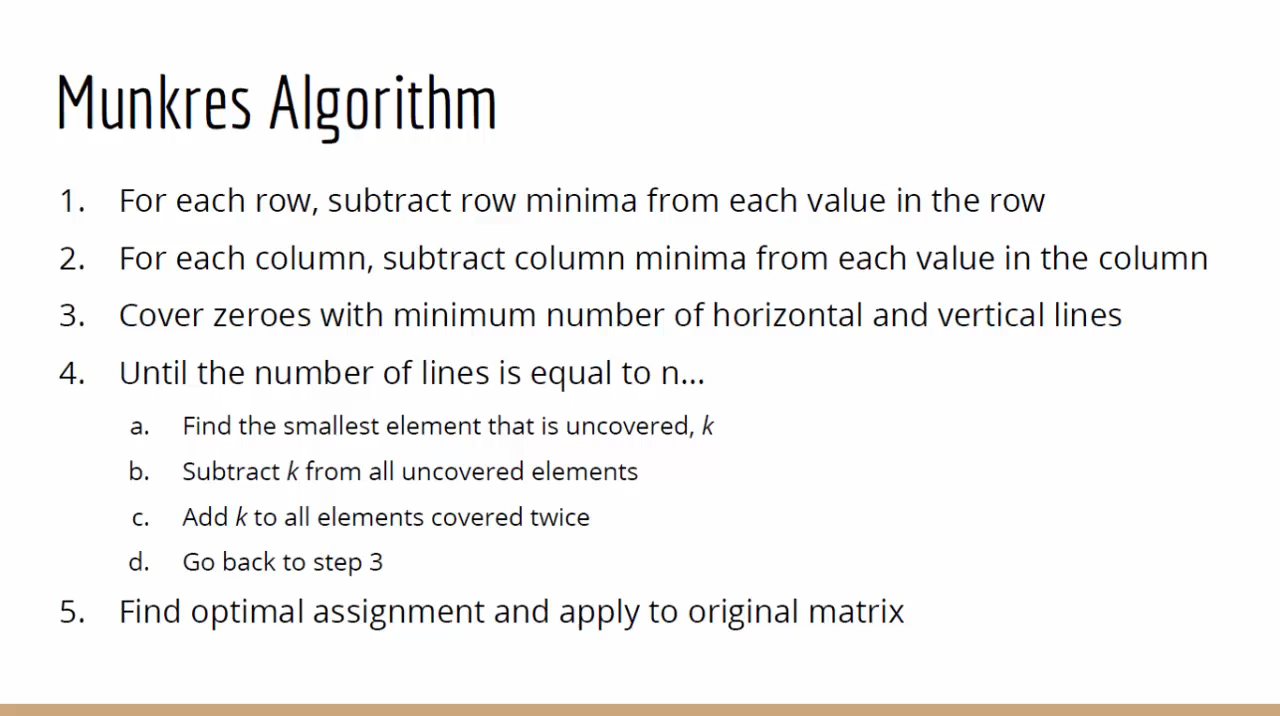 Munkres Algorithm
1. For each row, subtract row minima from each value in the row
2. For each column, subtract column minima from each value in the column
3. Cover zeroes with minimum number of horizontal and vertical lines
4. Until the number of lines is equal to n...
a. Find the smallest element that is uncovered, k
b. Subtract k from all uncovered elements
c. Add k to all elements covered twice
d. Go back to step 3
5. Find optimal assignment and apply to original matrix